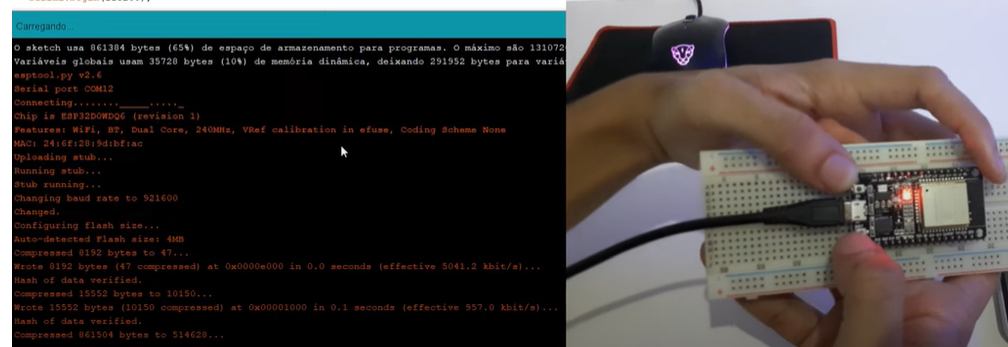 Carregando...
O sketch usa 861384 bytes (65%) de espaço de armazenamento para programas. O máximo são 131072
Variáveis globais usam 35728 bytes (10%) de memória dinâmica, deixando 291952 bytes para variá
esptool.py v2.6
Serial port COM12
Connecting........_____....._
Chip is ESP32D0WDQ6 (revision 1)
Features: WiFi, BT, Dual Core, 240MHz, VRef calibration in efuse, Coding Scheme None
MAC: 24:6f:28:9d:bf:ac
Uploading stub...
Running stub...
Stub running...
Changing baud rate to 921600
Changed.
Configuring flash size...
Auto-detected Flash size: 4MB
Compressed 8192 bytes to 47...
Wrote 8192 bytes (47 compressed) at 0x0000e000 in 0.0 seconds (effective 5041.2 kbit/s)...
Hash of data verified.
Compressed 15552 bytes to 10150...
Wrote 15552 bytes (10150 compressed) at 0x00001000 in 0.1 seconds (effective 957.0 kbit/s)...
Hash of data verified.
Compressed 861504 bytes to 514628...